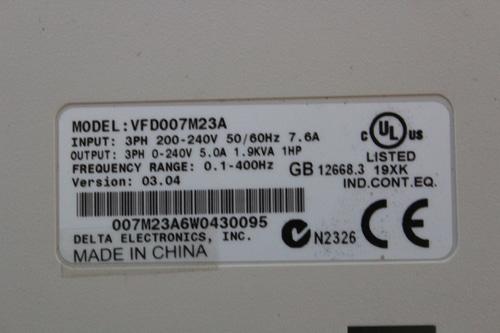 MODEL:VFD007M23A
INPUT: 3PH 200-240V 50/60Hz 7.6A
OUTPUT: 3PH 0-240V 5.0A 1.9KVA 1HP
FREQUENCY RANGE: 0.1-400Hz
Version: 03.04
007M23A6W0430095
DELTA ELECTRONICS, INC.
MADE IN CHINA
C UL US
LISTED
GB 12668.3 19XK
IND.CONT.EQ.
N2326 CE